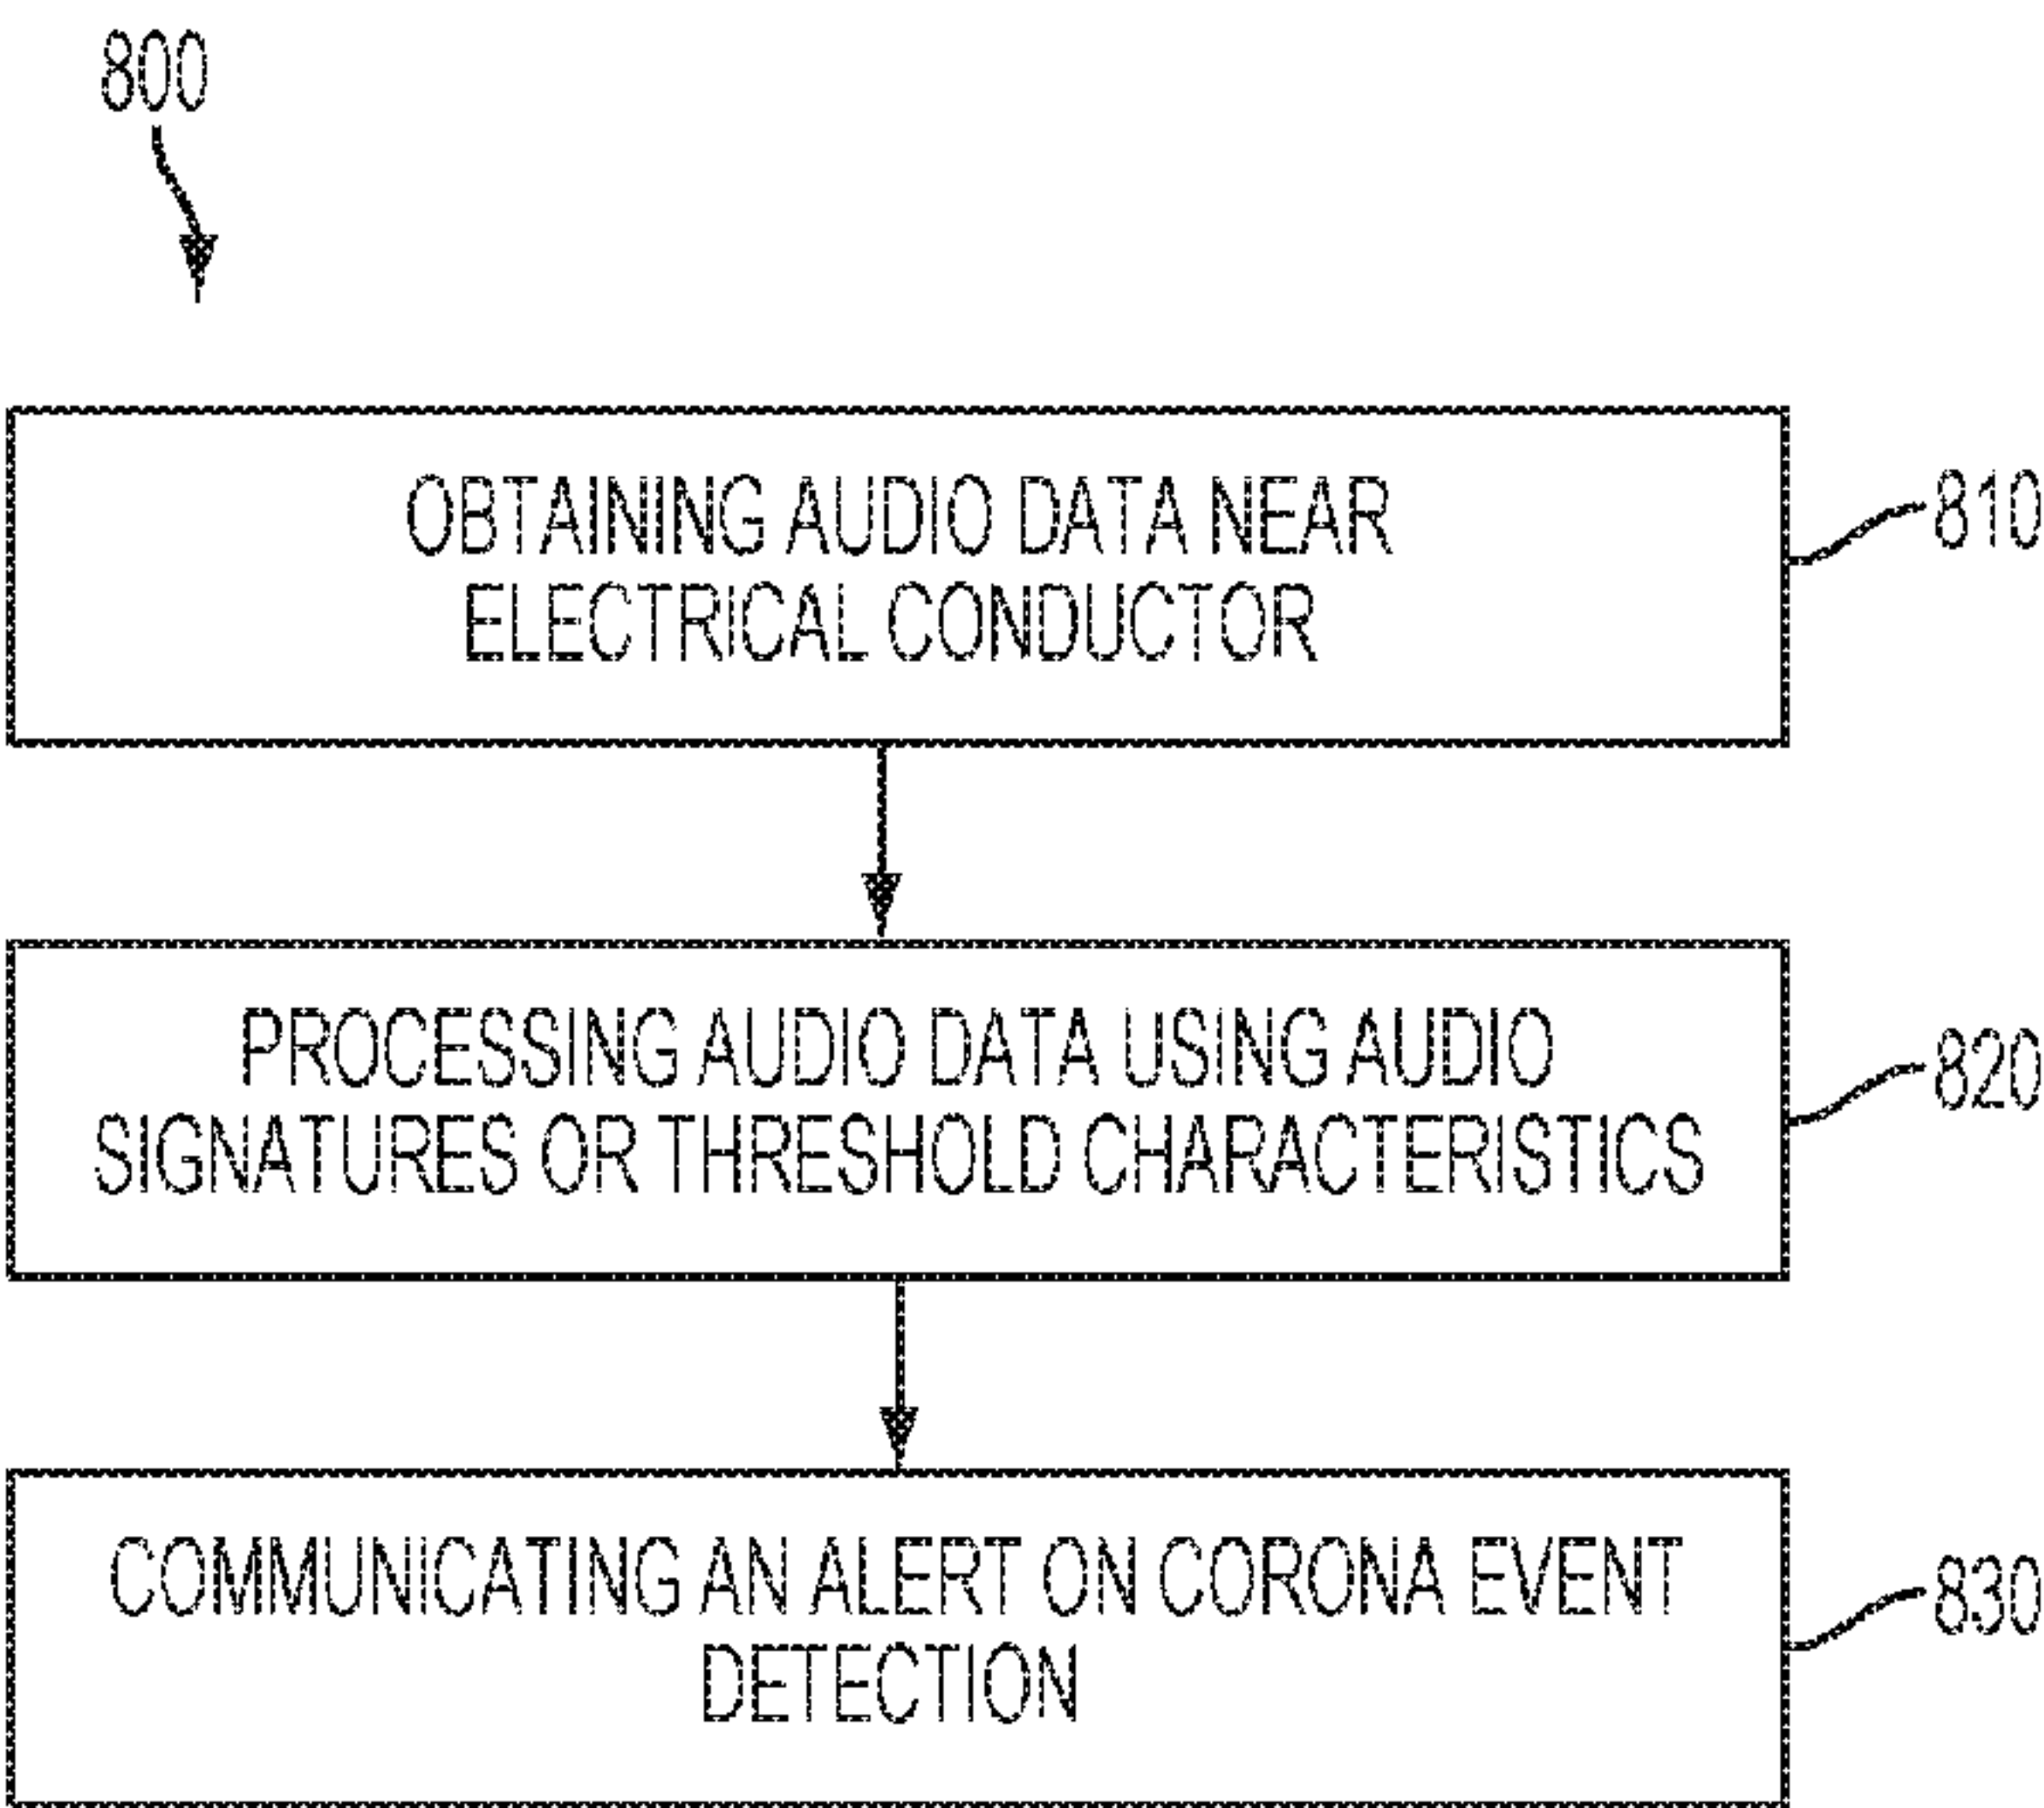 800
OBTAINING AUDIO DATA NEAR
ELECTRICAL CONDUCTOR
810
PROCESSING AUDIO DATA USING AUDIO
SIGNATURES OR THRESHOLD CHARACTERISTICS
820
COMMUNICATING AN ALERT ON CORONA EVENT
DETECTION
830